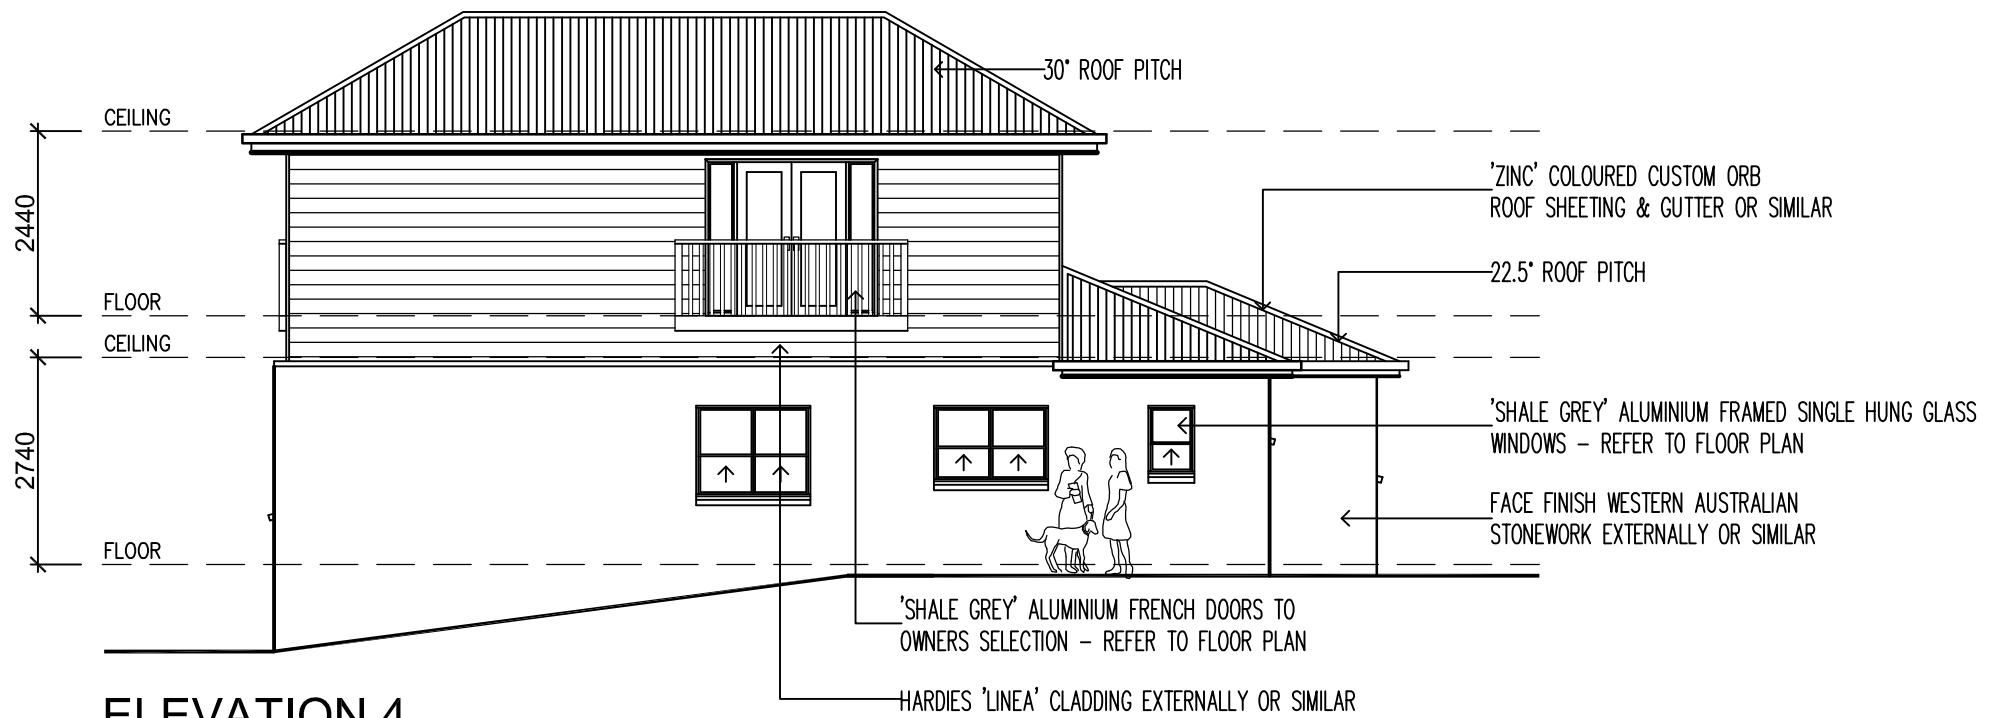 30° ROOF PITCH
CEILING
'ZINC' COLOURED CUSTOM ORB
ROOF SHEETING & GUTTER OR SIMILAR
2440
22.5° ROOF PITCH
FLOOR
CEILING
'SHALE GREY' ALUMINIUM FRAMED SINGLE HUNG GLASS
WINDOWS – REFER TO FLOOR PLAN
2740
FACE FINISH WESTERN AUSTRALIAN
STONEWORK EXTERNALLY OR SIMILAR
FLOOR
'SHALE GREY' ALUMINIUM FRENCH DOORS TO
OWNERS SELECTION – REFER TO FLOOR PLAN
HARDIES 'LINEA' CLADDING EXTERNALLY OR SIMILAR
ELEVATION 4